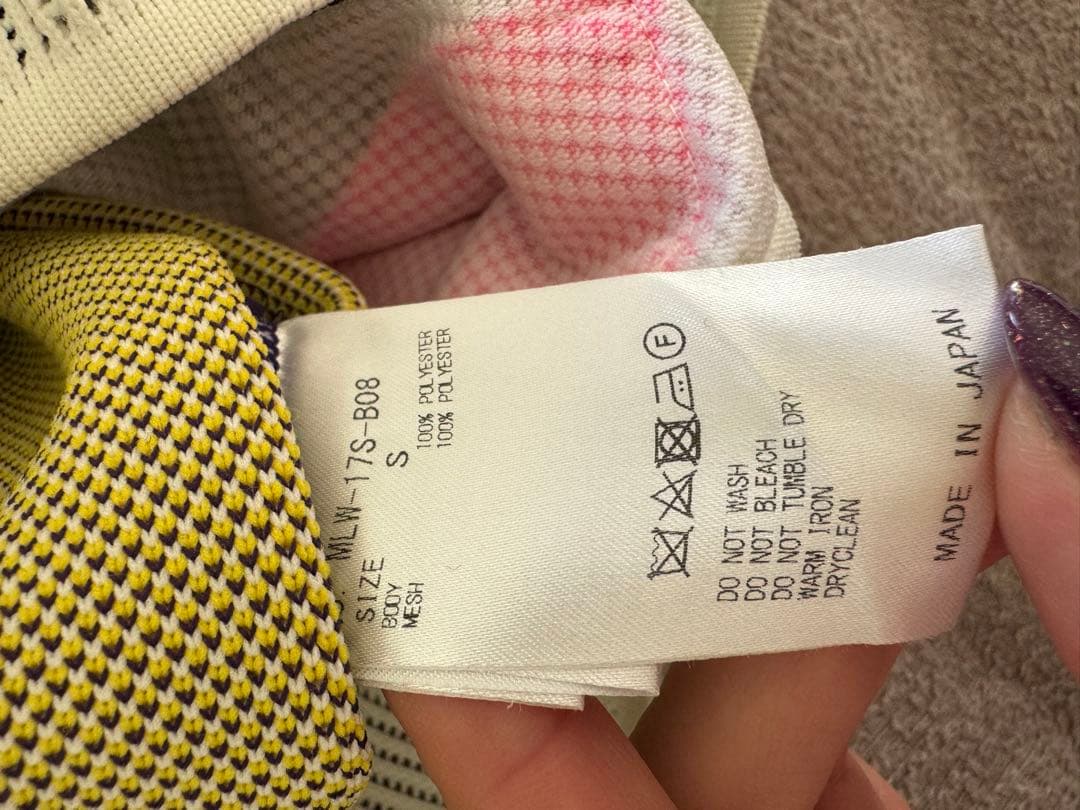 MLW-17S-B08
SIZE S
BODY 100% POLYESTER
MESH 100% POLYESTER
F
DO NOT WASH
DO NOT BLEACH
DO NOT TUMBLE DRY
WARM IRON
DRYCLEAN
MADE IN JAPAN